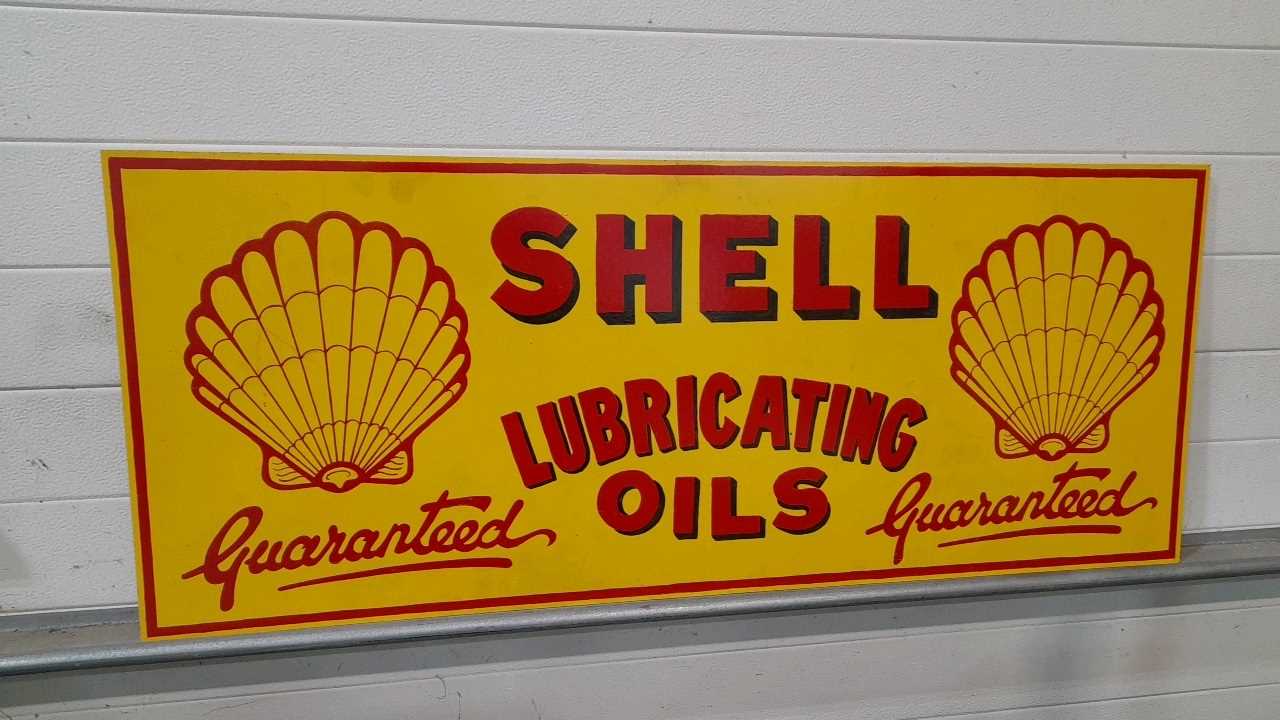 SHELL
LUBRICATING
OILS
Guaranteed
Guaranteed